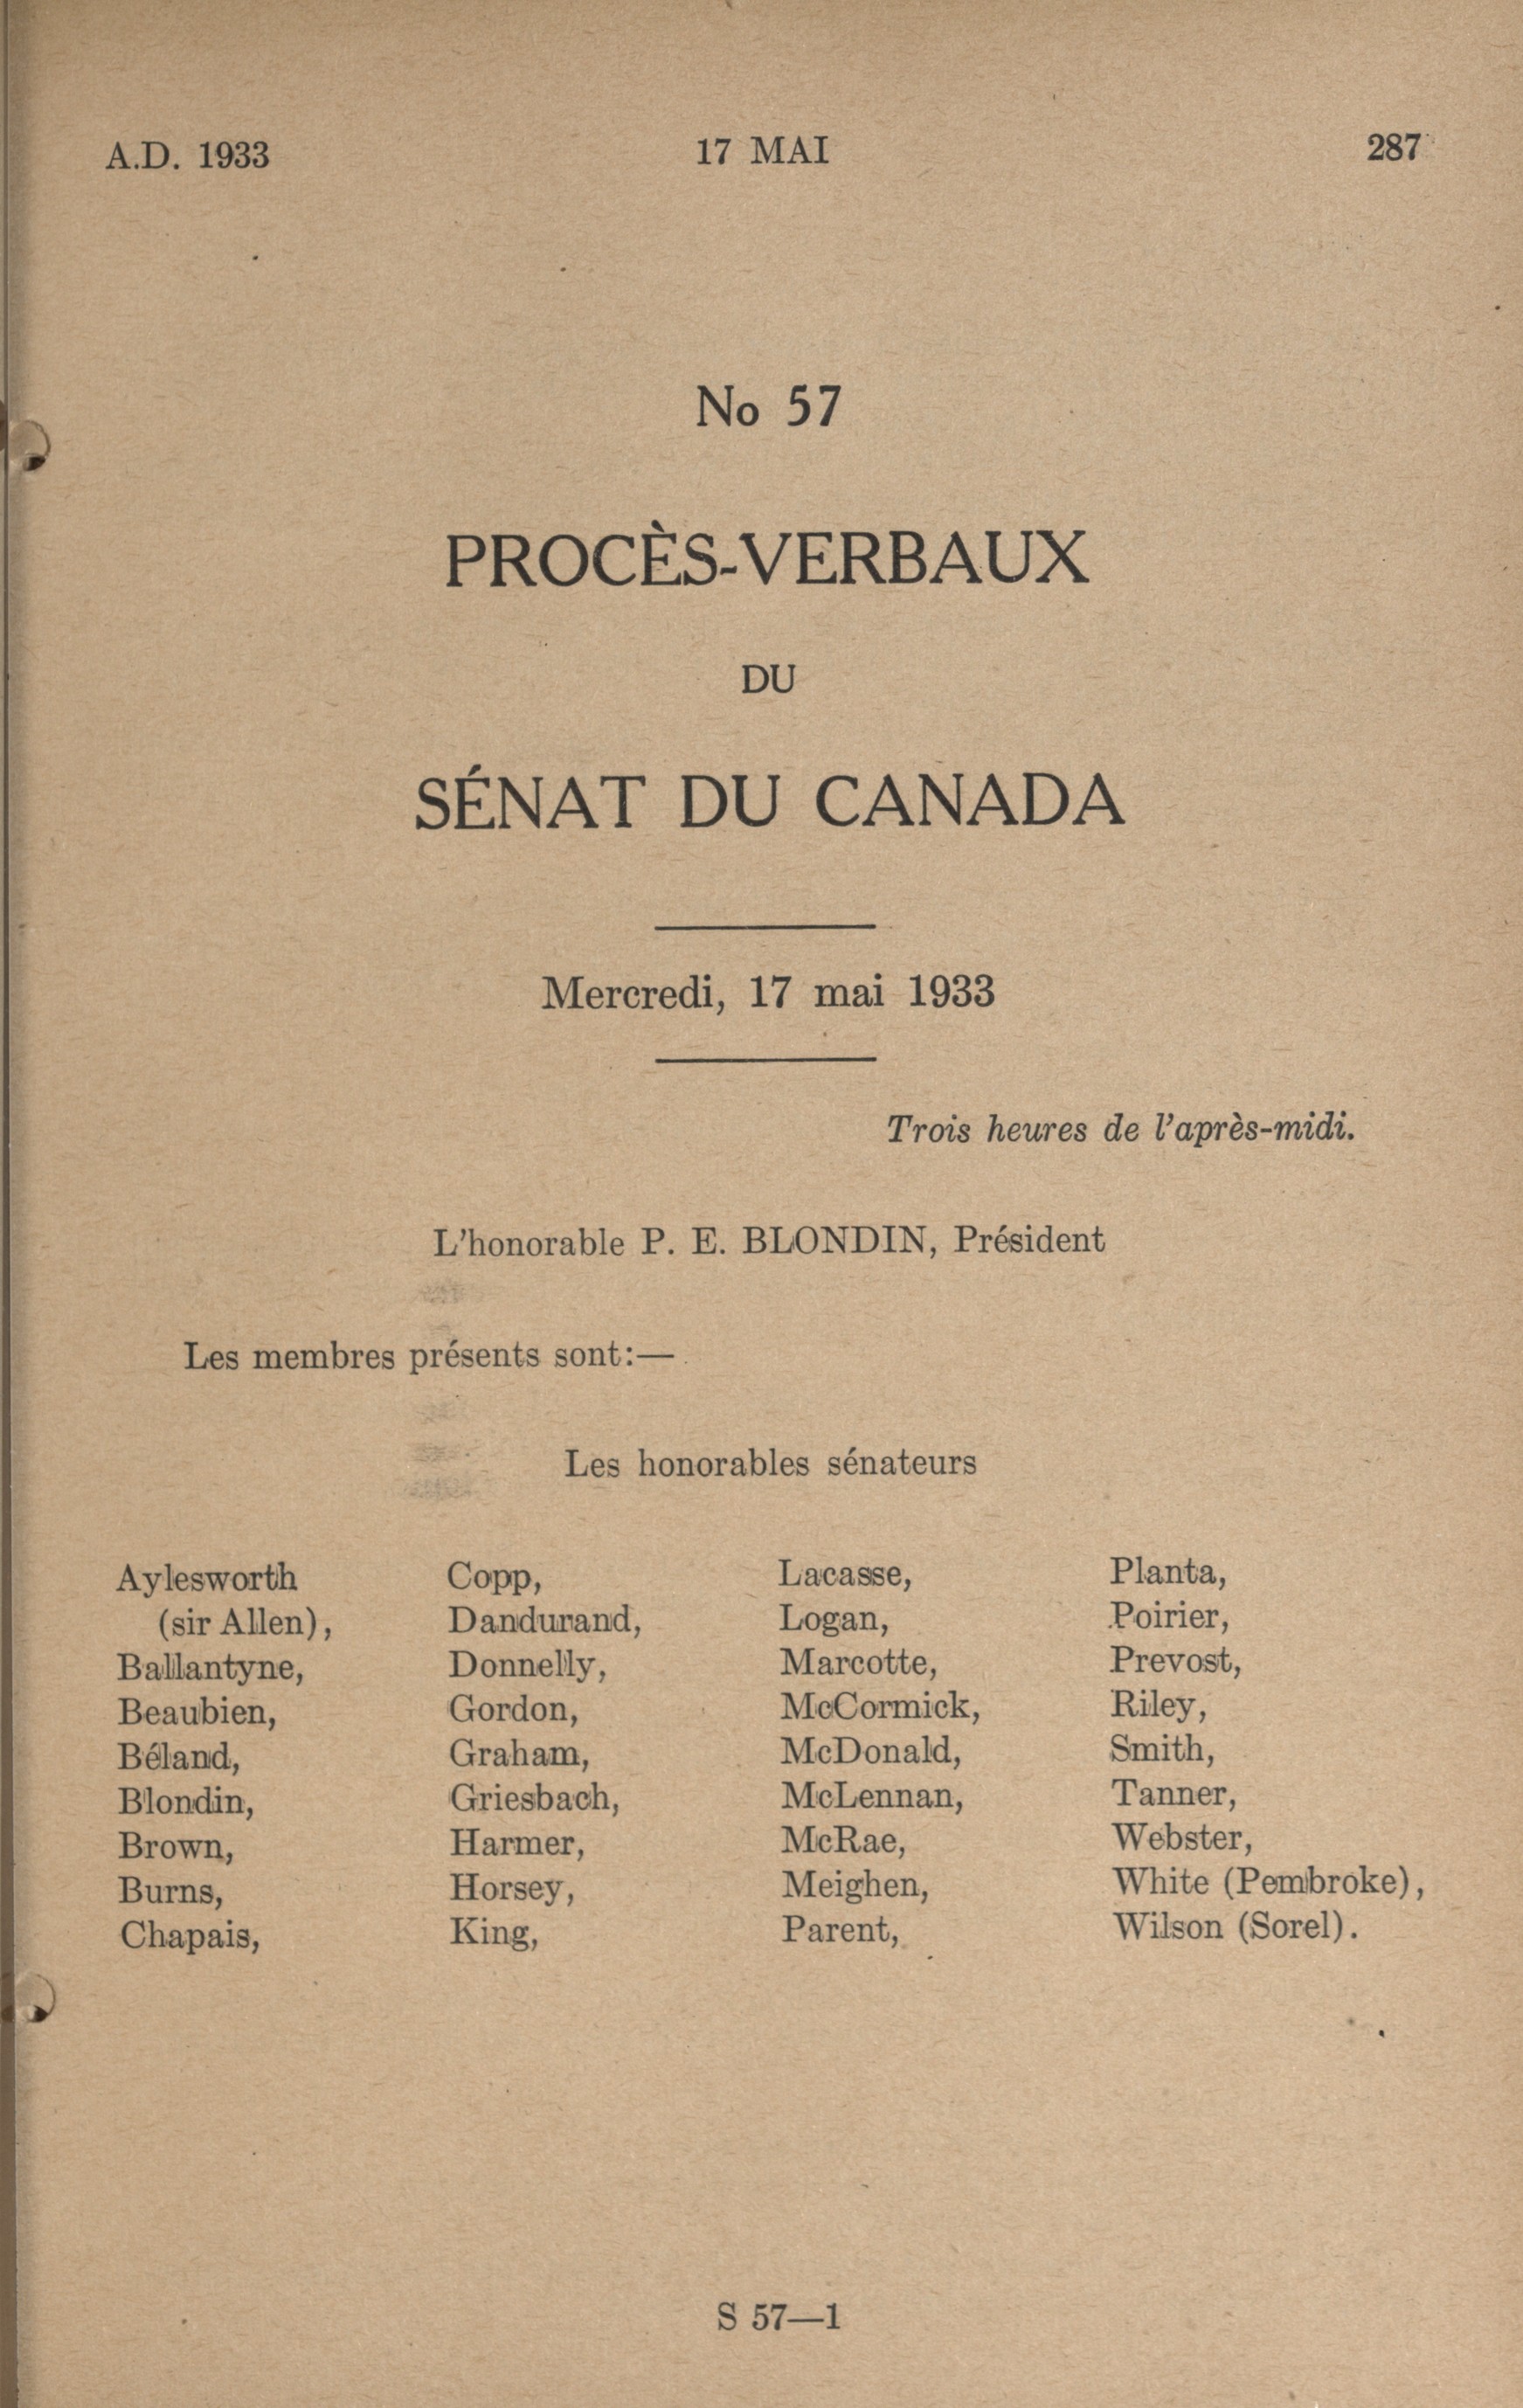 A.D. 1933 17 MAI 287
No 57
PROCÈS-VERBAUX
DU
SÉNAT DU CANADA
Mercredi, 17 mai 1933
Trois heures de l'après-midi.
L'honorable P. E. BLONDIN, Président
Les membres présents sont:—
Les honorables sénateurs
Aylesworth
(sir Allen),
Ballantyne,
Beaubien,
Béland,
Blondin,
Brown,
Burns,
Chapais,
Copp,
Dandurand,
Donnelly,
Gordon,
Graham,
Griesbach,
Harmer,
Horsey,
King,
Lacasse,
Logan,
Marcotte,
McCormick,
McDonald,
McLennan,
McRae,
Meighen,
Parent,
Planta,
Poirier,
Prevost,
Riley,
Smith,
Tanner,
Webster,
White (Pembroke),
Wilson (Sorel).
S 57—1